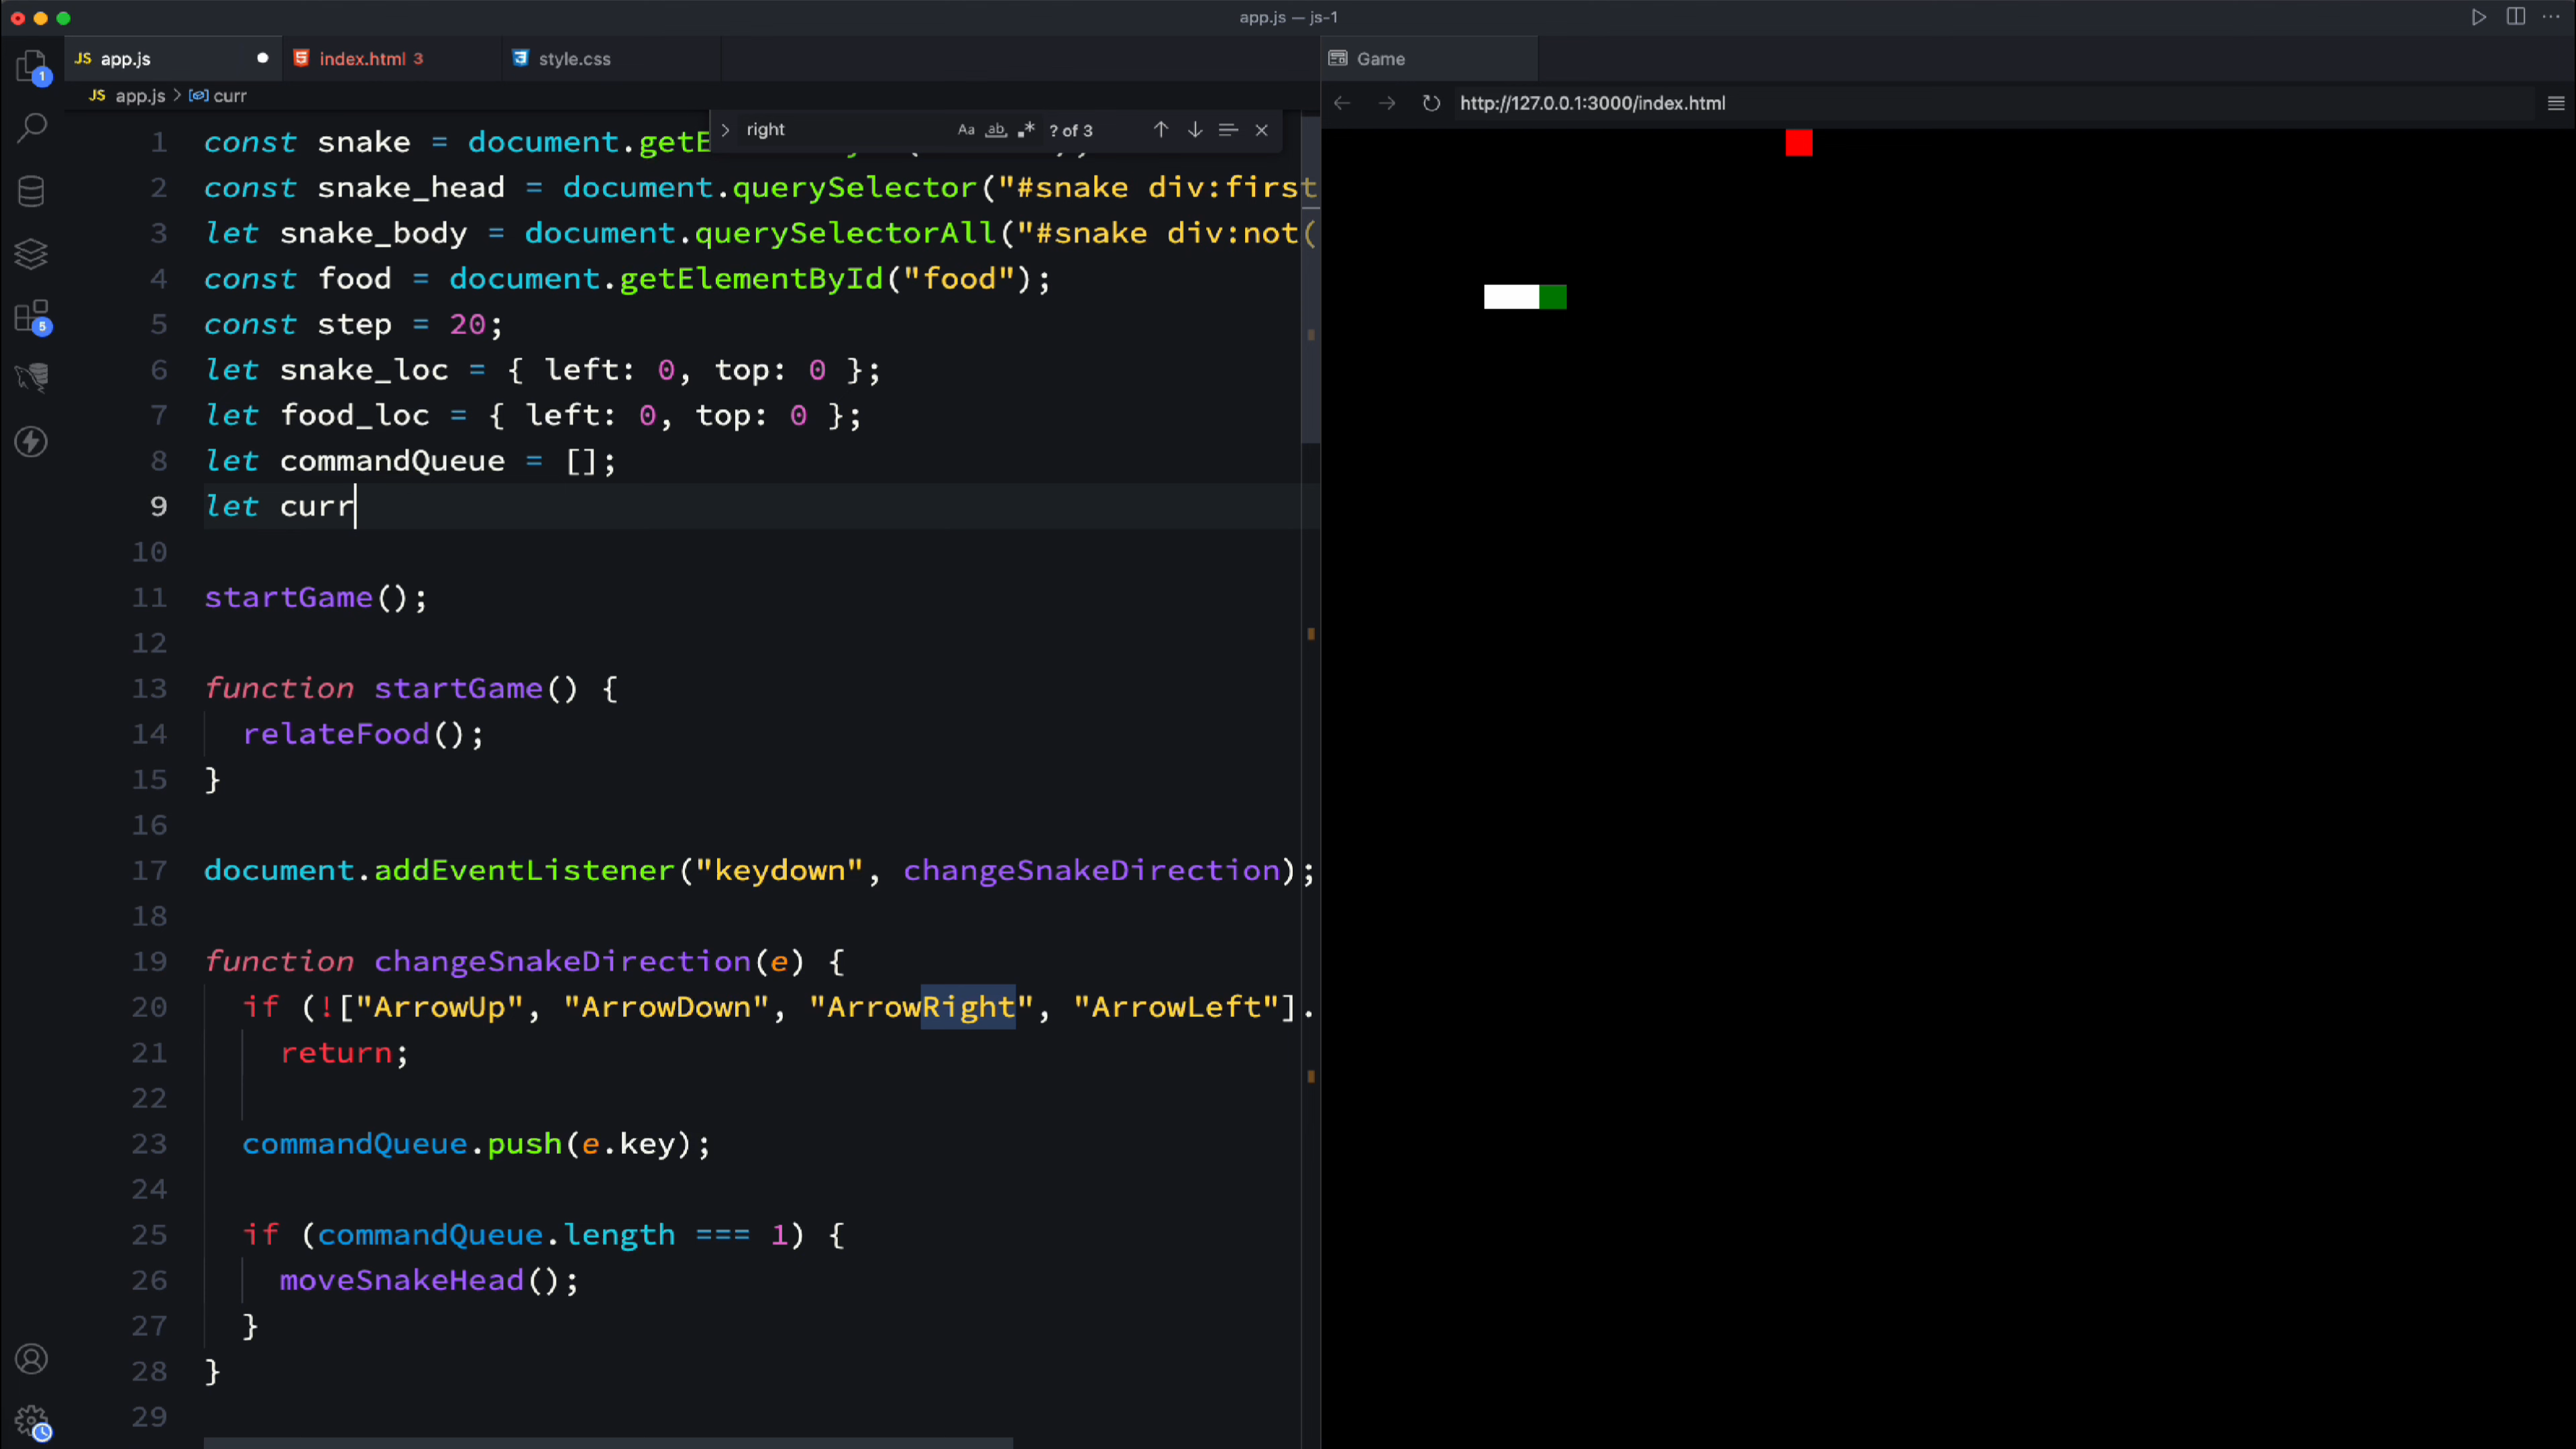 app.js — js-1
JS app.js
index.html 3
style.css
Game
JS app.js > curr
http://127.0.0.1:3000/index.html
right Aa ab ? of 3
1 const snake = document.getE
2 const snake_head = document.querySelector("#snake div:first
3 let snake_body = document.querySelectorAll("#snake div:not(
4 const food = document.getElementById("food");
5 const step = 20;
6 let snake_loc = { left: 0, top: 0 };
7 let food_loc = { left: 0, top: 0 };
8 let commandQueue = [];
9 let curr
10
11 startGame();
12
13 function startGame() {
14 relateFood();
15 }
16
17 document.addEventListener("keydown", changeSnakeDirection);
18
19 function changeSnakeDirection(e) {
20 if (!["ArrowUp", "ArrowDown", "ArrowRight", "ArrowLeft"].
21 return;
22
23 commandQueue.push(e.key);
24
25 if (commandQueue.length === 1) {
26 moveSnakeHead();
27 }
28 }
29
1
5